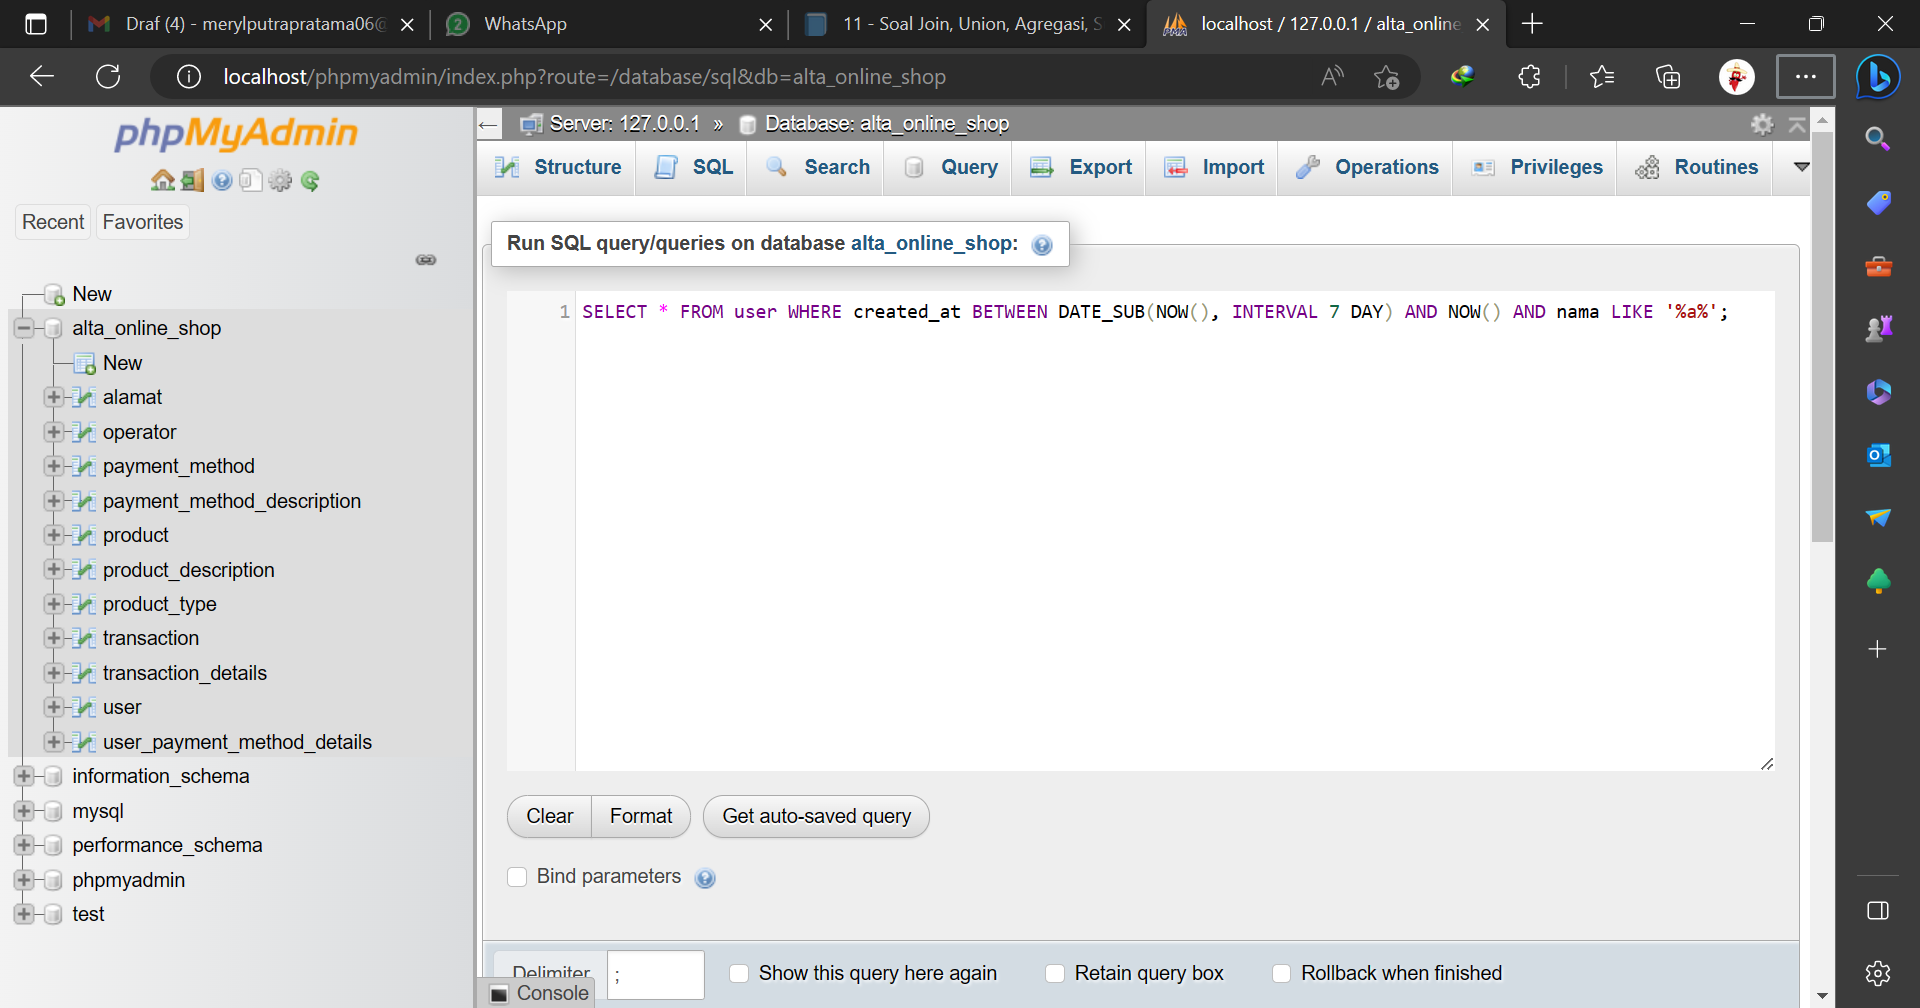 Draf (4) - merylputrapratama06@
WhatsApp
11 - Soal Join, Union, Agregasi, S
localhost / 127.0.0.1 / alta_online
localhost/phpmyadmin/index.php?route=/database/sql&db=alta_online_shop
phpMyAdmin
Recent
Favorites
New
alta_online_shop
New
alamat
operator
payment_method
payment_method_description
product
product_description
product_type
transaction
transaction_details
user
user_payment_method_details
information_schema
mysql
performance_schema
phpmyadmin
test
Server: 127.0.0.1 » Database: alta_online_shop
Structure SQL Search Query Export Import Operations Privileges Routines
Run SQL query/queries on database alta_online_shop:
1 SELECT * FROM user WHERE created_at BETWEEN DATE_SUB(NOW(), INTERVAL 7 DAY) AND NOW() AND nama LIKE '%a%';
Clear Format Get auto-saved query
Bind parameters
Delimiter ; Show this query here again Retain query box Rollback when finished
Console